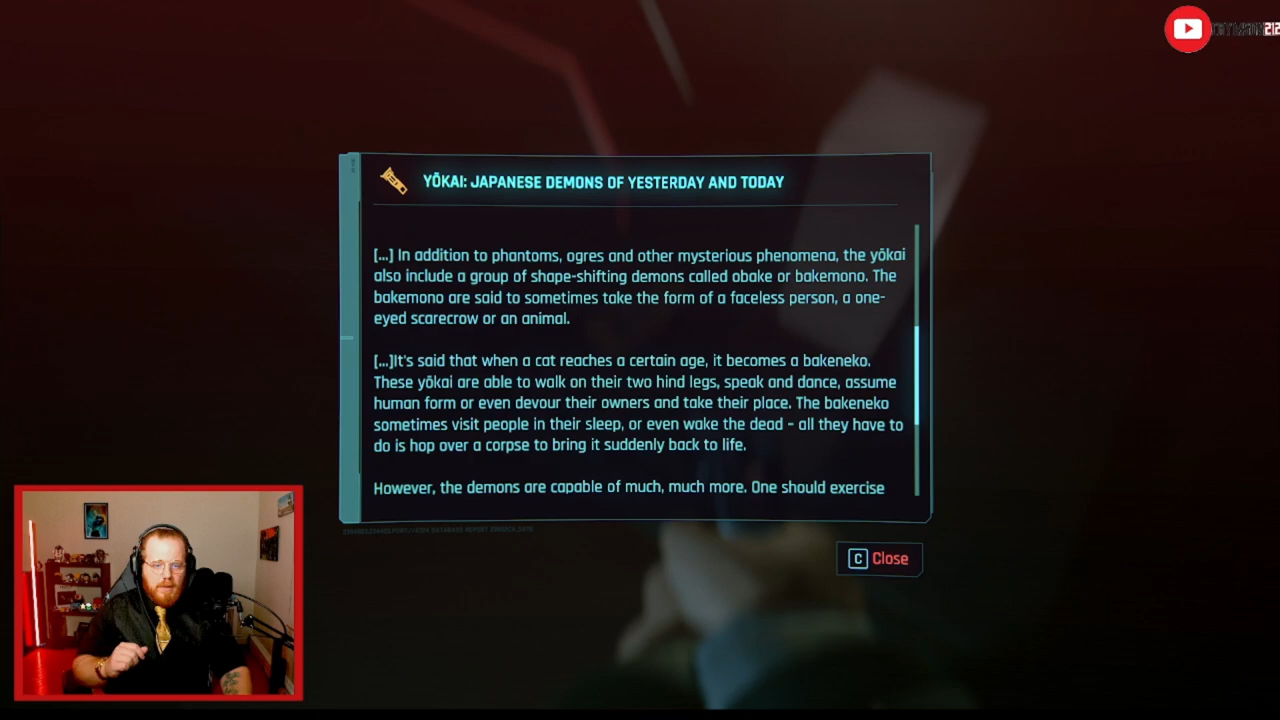 YŌKAI: JAPANESE DEMONS OF YESTERDAY AND TODAY
[...] In addition to phantoms, ogres and other mysterious phenomena, the yōkai
also include a group of shape-shifting demons called obake or bakemono. The
bakemono are said to sometimes take the form of a faceless person, a one-
eyed scarecrow or an animal.
[...]It's said that when a cat reaches a certain age, it becomes a bakeneko.
These yōkai are able to walk on their two hind legs, speak and dance, assume
human form or even devour their owners and take their place. The bakeneko
sometimes visit people in their sleep, or even wake the dead – all they have to
do is hop over a corpse to bring it suddenly back to life.
However, the demons are capable of much, much more. One should exercise
C Close